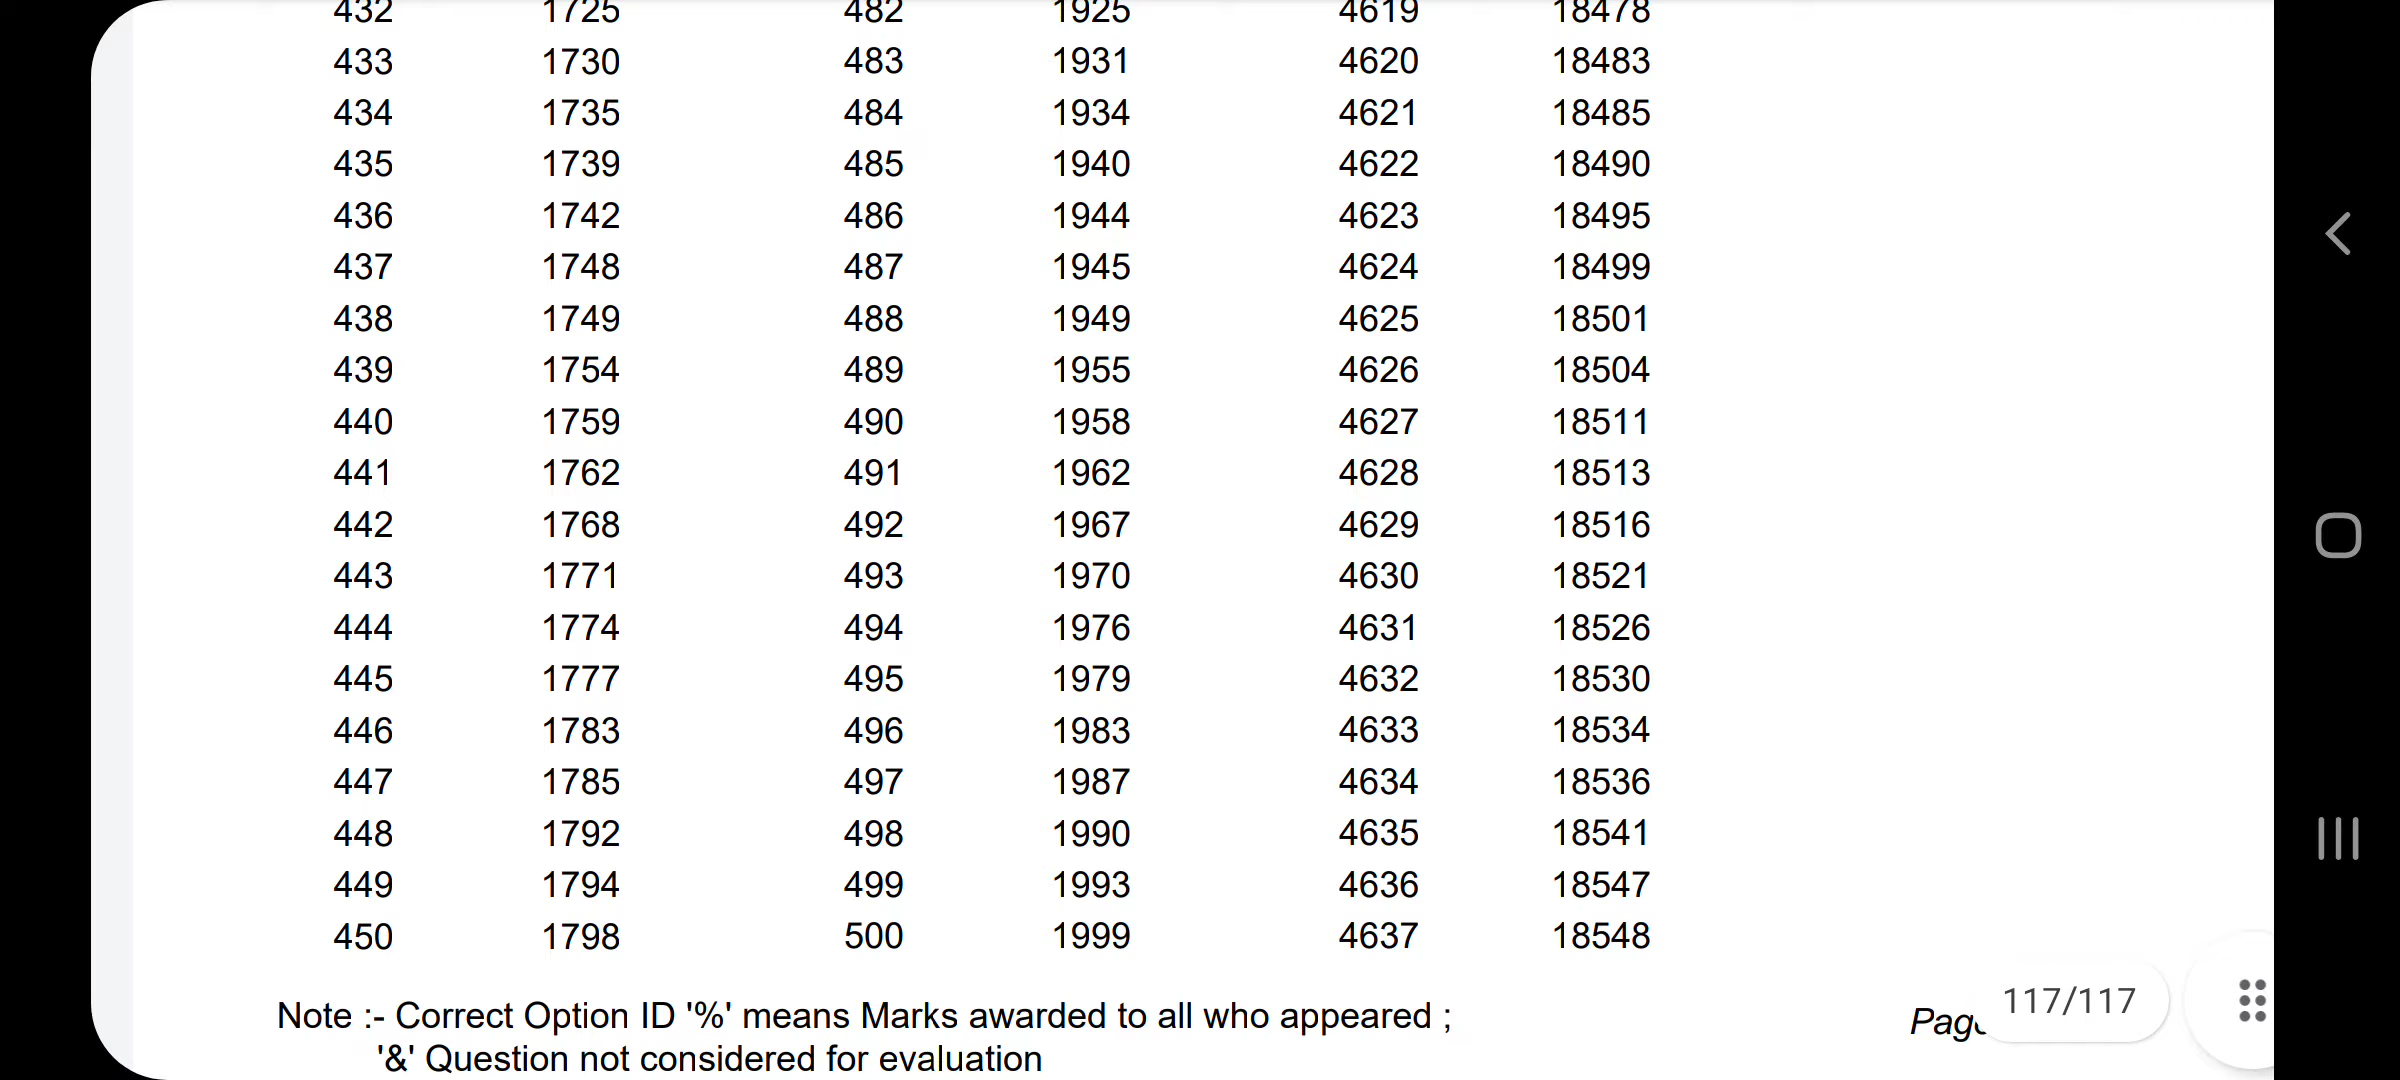 432 1725 482 1925 4619 18478
433 1730 483 1931 4620 18483
434 1735 484 1934 4621 18485
435 1739 485 1940 4622 18490
436 1742 486 1944 4623 18495
437 1748 487 1945 4624 18499
438 1749 488 1949 4625 18501
439 1754 489 1955 4626 18504
440 1759 490 1958 4627 18511
441 1762 491 1962 4628 18513
442 1768 492 1967 4629 18516
443 1771 493 1970 4630 18521
444 1774 494 1976 4631 18526
445 1777 495 1979 4632 18530
446 1783 496 1983 4633 18534
447 1785 497 1987 4634 18536
448 1792 498 1990 4635 18541
449 1794 499 1993 4636 18547
450 1798 500 1999 4637 18548
Note :- Correct Option ID '%' means Marks awarded to all who appeared ;
'&' Question not considered for evaluation
117/117